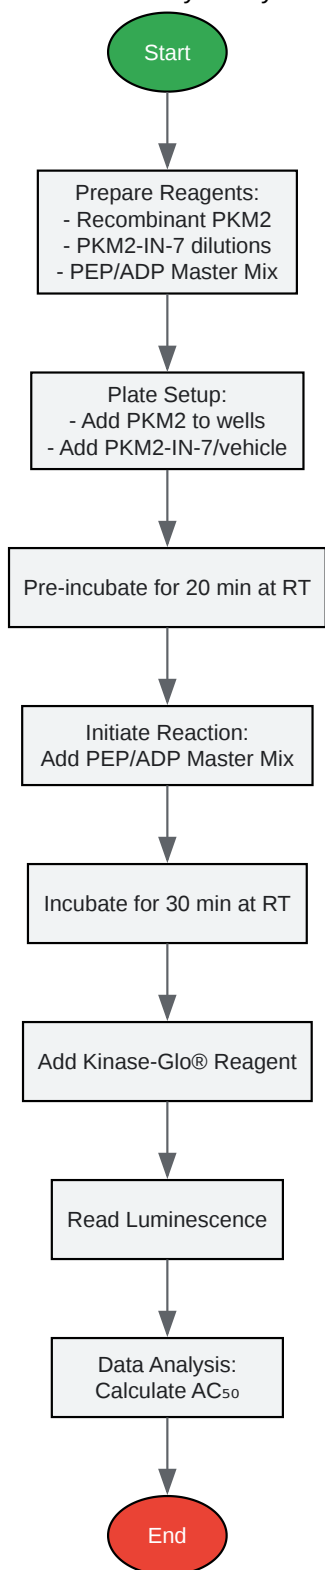 Start
Prepare Reagents:
- Recombinant PKM2
- PKM2-IN-7 dilutions
- PEP/ADP Master Mix
Plate Setup:
- Add PKM2 to wells
- Add PKM2-IN-7/vehicle
Pre-incubate for 20 min at RT
Initiate Reaction:
Add PEP/ADP Master Mix
Incubate for 30 min at RT
Add Kinase-Glo® Reagent
Read Luminescence
Data Analysis:
Calculate AC₅₀
End